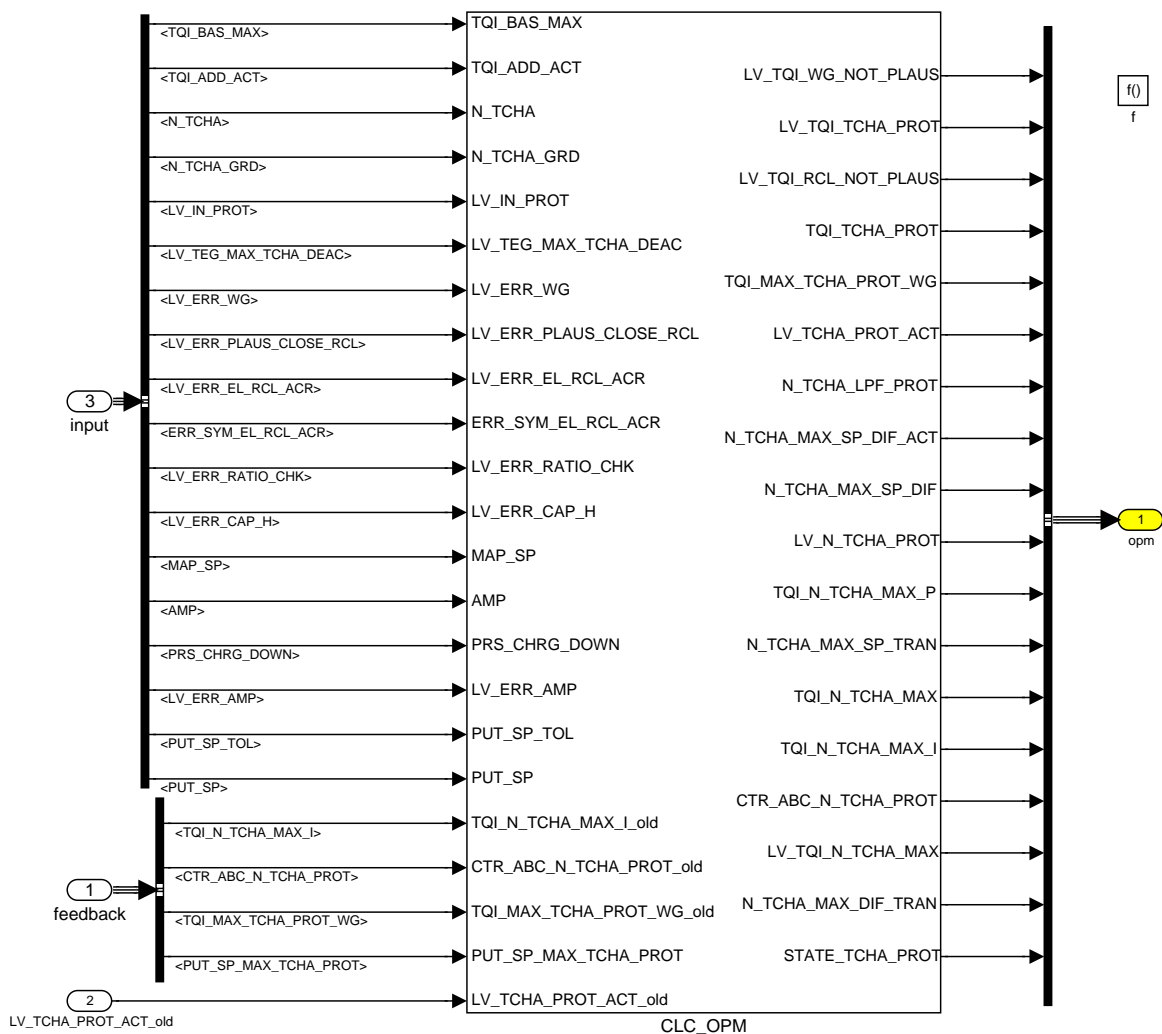 TQI_BAS_MAX
<TQI_BAS_MAX>
TQI_ADD_ACT
<TQI_ADD_ACT>
N_TCHA
<N_TCHA>
N_TCHA_GRD
<N_TCHA_GRD>
LV_IN_PROT
<LV_IN_PROT>
LV_TEG_MAX_TCHA_DEAC
<LV_TEG_MAX_TCHA_DEAC>
LV_ERR_WG
<LV_ERR_WG>
LV_ERR_PLAUS_CLOSE_RCL
<LV_ERR_PLAUS_CLOSE_RCL>
LV_ERR_EL_RCL_ACR
<LV_ERR_EL_RCL_ACR>
3
input
ERR_SYM_EL_RCL_ACR
<ERR_SYM_EL_RCL_ACR>
LV_ERR_RATIO_CHK
<LV_ERR_RATIO_CHK>
LV_ERR_CAP_H
<LV_ERR_CAP_H>
MAP_SP
<MAP_SP>
AMP
<AMP>
PRS_CHRG_DOWN
<PRS_CHRG_DOWN>
LV_ERR_AMP
<LV_ERR_AMP>
PUT_SP_TOL
<PUT_SP_TOL>
PUT_SP
<PUT_SP>
TQI_N_TCHA_MAX_I_old
<TQI_N_TCHA_MAX_I>
CTR_ABC_N_TCHA_PROT_old
<CTR_ABC_N_TCHA_PROT>
1
feedback
TQI_MAX_TCHA_PROT_WG_old
<TQI_MAX_TCHA_PROT_WG>
PUT_SP_MAX_TCHA_PROT
<PUT_SP_MAX_TCHA_PROT>
2
LV_TCHA_PROT_ACT_old
LV_TCHA_PROT_ACT_old
CLC_OPM
LV_TQI_WG_NOT_PLAUS
LV_TQI_TCHA_PROT
LV_TQI_RCL_NOT_PLAUS
TQI_TCHA_PROT
TQI_MAX_TCHA_PROT_WG
LV_TCHA_PROT_ACT
N_TCHA_LPF_PROT
N_TCHA_MAX_SP_DIF_ACT
N_TCHA_MAX_SP_DIF
LV_N_TCHA_PROT
TQI_N_TCHA_MAX_P
N_TCHA_MAX_SP_TRAN
TQI_N_TCHA_MAX
TQI_N_TCHA_MAX_I
CTR_ABC_N_TCHA_PROT
LV_TQI_N_TCHA_MAX
N_TCHA_MAX_DIF_TRAN
STATE_TCHA_PROT
f()
f
1
opm